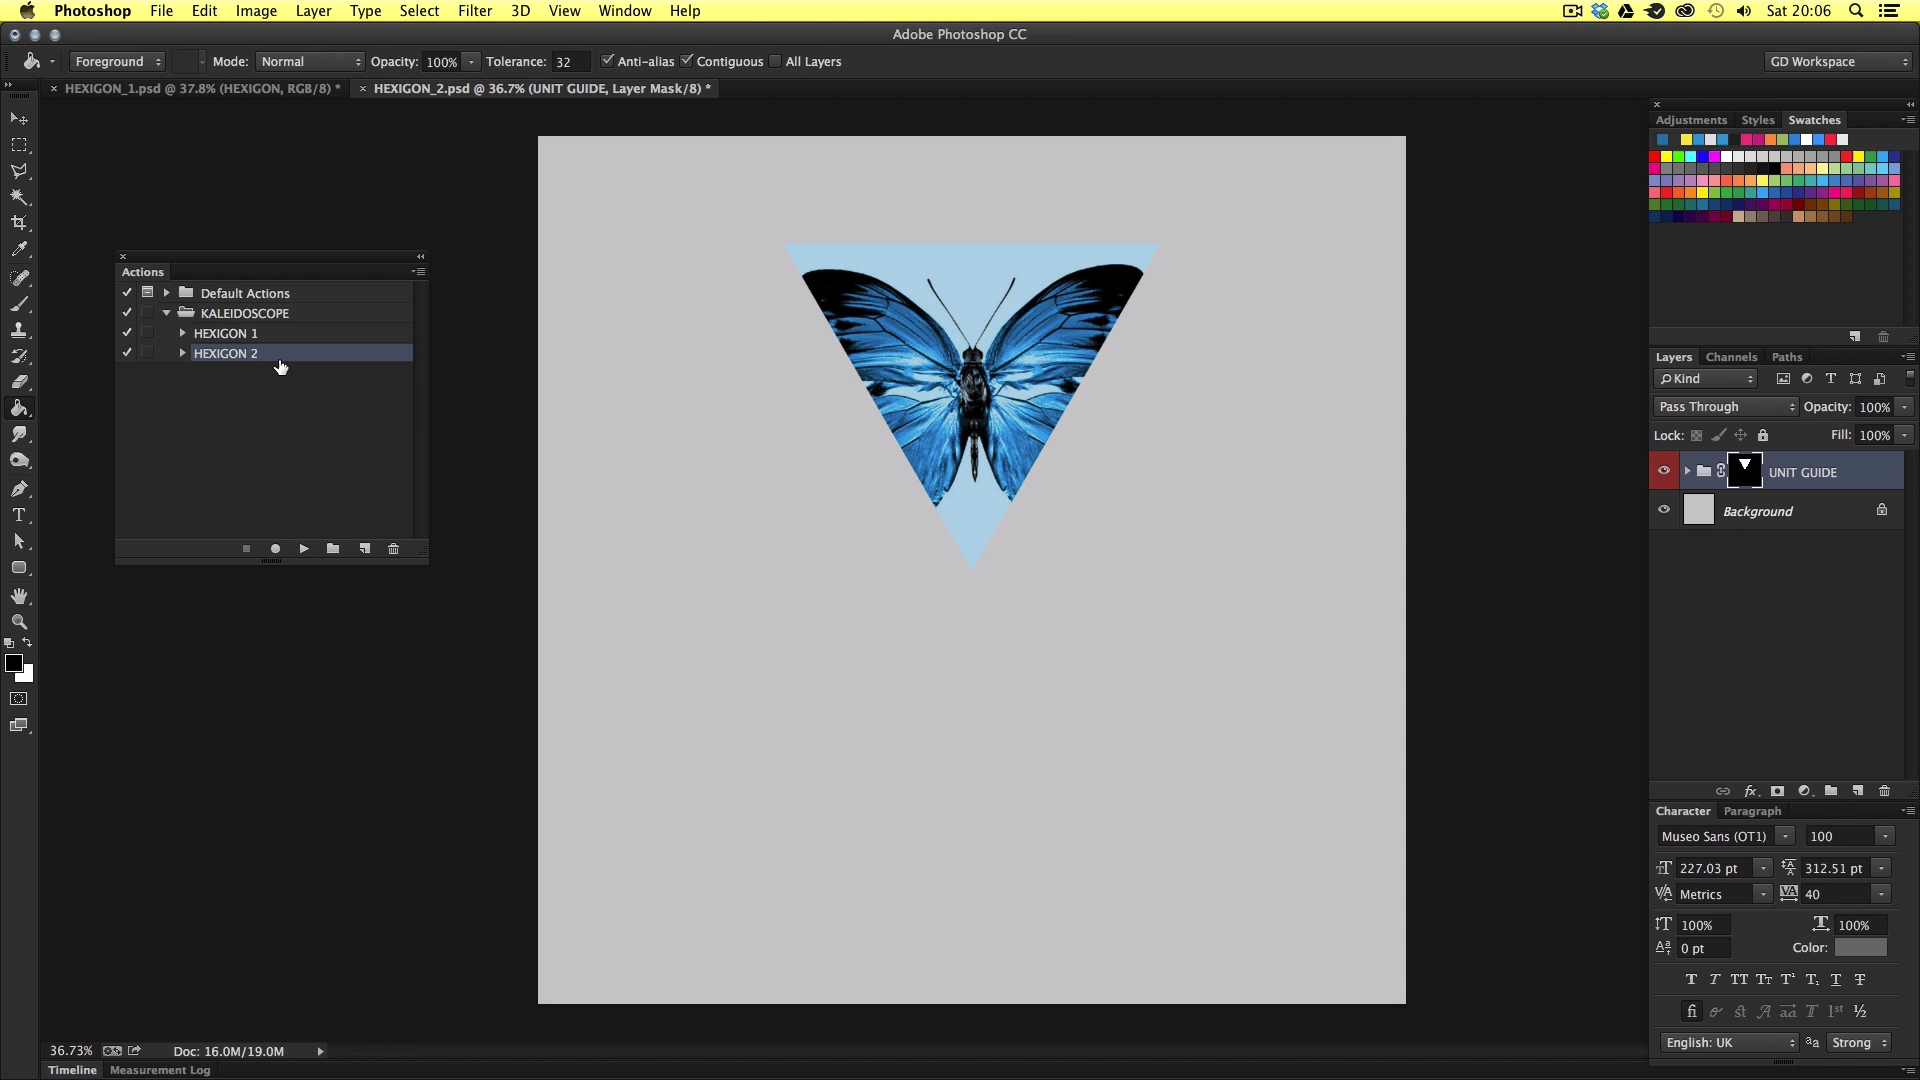 Photoshop File Edit Image Layer Type Select Filter 3D View Window Help Sat 20:06
Adobe Photoshop CC
Foreground Mode: Normal Opacity: 100% Tolerance: 32 Anti-alias Contiguous All Layers GD Workspace
HEXIGON_1.psd @ 37.8% (HEXIGON, RGB/8) * HEXIGON_2.psd @ 36.7% (UNIT GUIDE, Layer Mask/8) *
Adjustments Styles Swatches
Actions
Default Actions
KALEIDOSCOPE
HEXIGON 1
HEXIGON 2
Layers Channels Paths
Kind
Pass Through Opacity: 100%
Lock: Fill: 100%
UNIT GUIDE
Background
Character Paragraph
Museo Sans (OT1) 100
227.03 pt 312.51 pt
Metrics 40
100% 100%
0 pt Color:
English: UK Strong
36.73% Doc: 16.0M/19.0M
Timeline Measurement Log